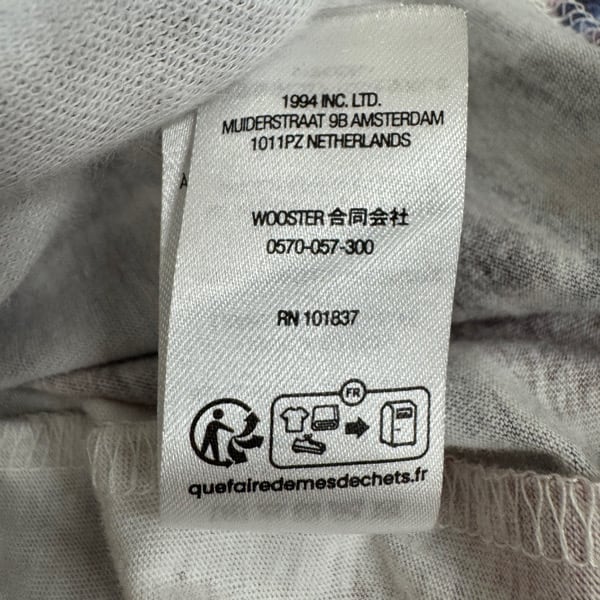 1994 INC. LTD.
MUIDERSTRAAT 9B AMSTERDAM
1011PZ NETHERLANDS
A
WOOSTER 合同会社
0570-057-300
RN 101837
FR
quefairedemesdechets.fr